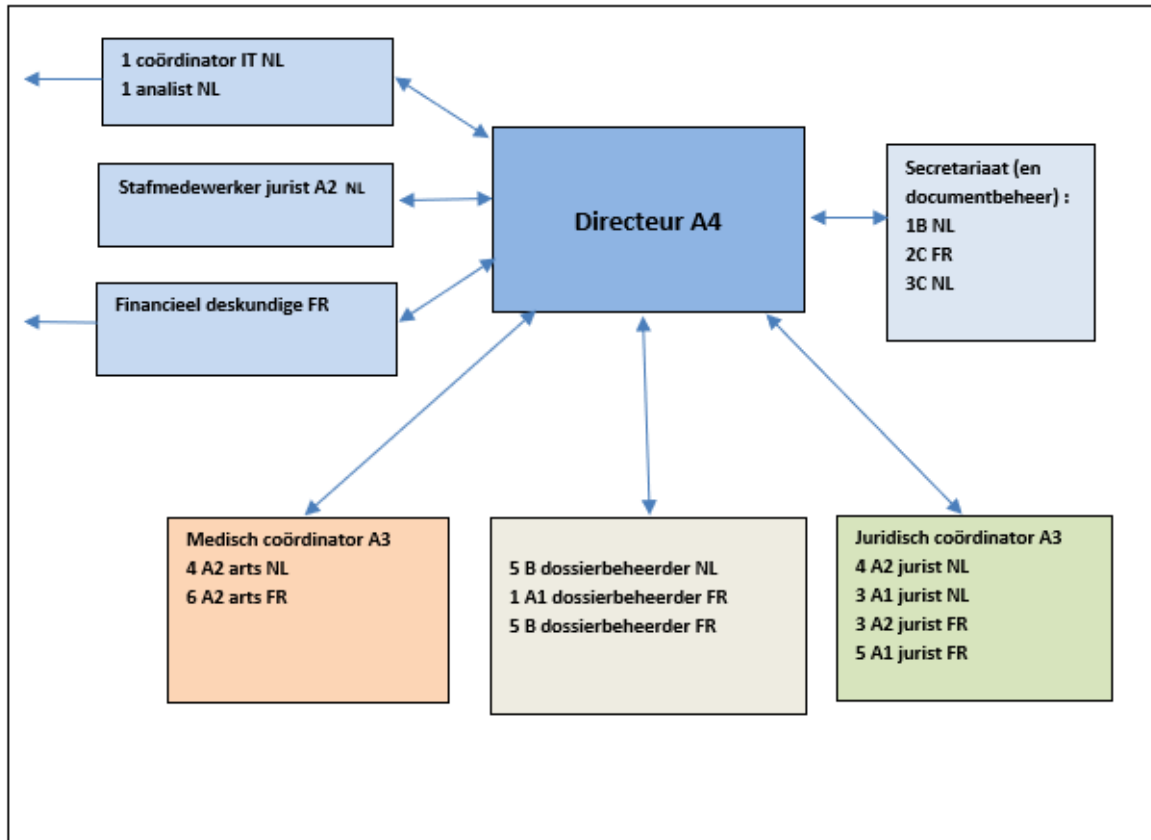 1 coördinator IT NL
1 analist NL
Stafmedewerker jurist A2 NL
Financieel deskundige FR
Directeur A4
Secretariaat (en
documentbeheer) :
1B NL
2C FR
3C NL
Medisch coördinator A3
4 A2 arts NL
6 A2 arts FR
5 B dossierbeheerder NL
1 A1 dossierbeheerder FR
5 B dossierbeheerder FR
Juridisch coördinator A3
4 A2 jurist NL
3 A1 jurist NL
3 A2 jurist FR
5 A1 jurist FR